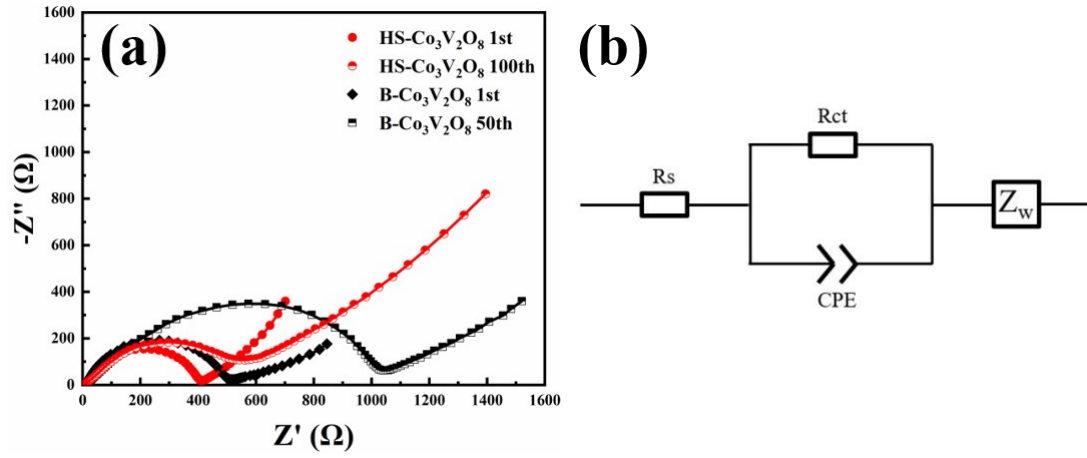 (a)
1600
1400
1200
1000
800
600
400
200
0
-Z'' (Ω)
HS-Co₃V₂O₈ 1st
HS-Co₃V₂O₈ 100th
B-Co₃V₂O₈ 1st
B-Co₃V₂O₈ 50th
0 200 400 600 800 1000 1200 1400 1600
Z' (Ω)
(b)
Rct
Rs
Zw
CPE